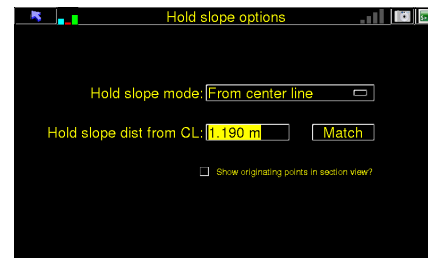 Hold slope options
Hold slope mode: From center line
Hold slope dist from CL: 1.190 m Match
Show originating points in section view?